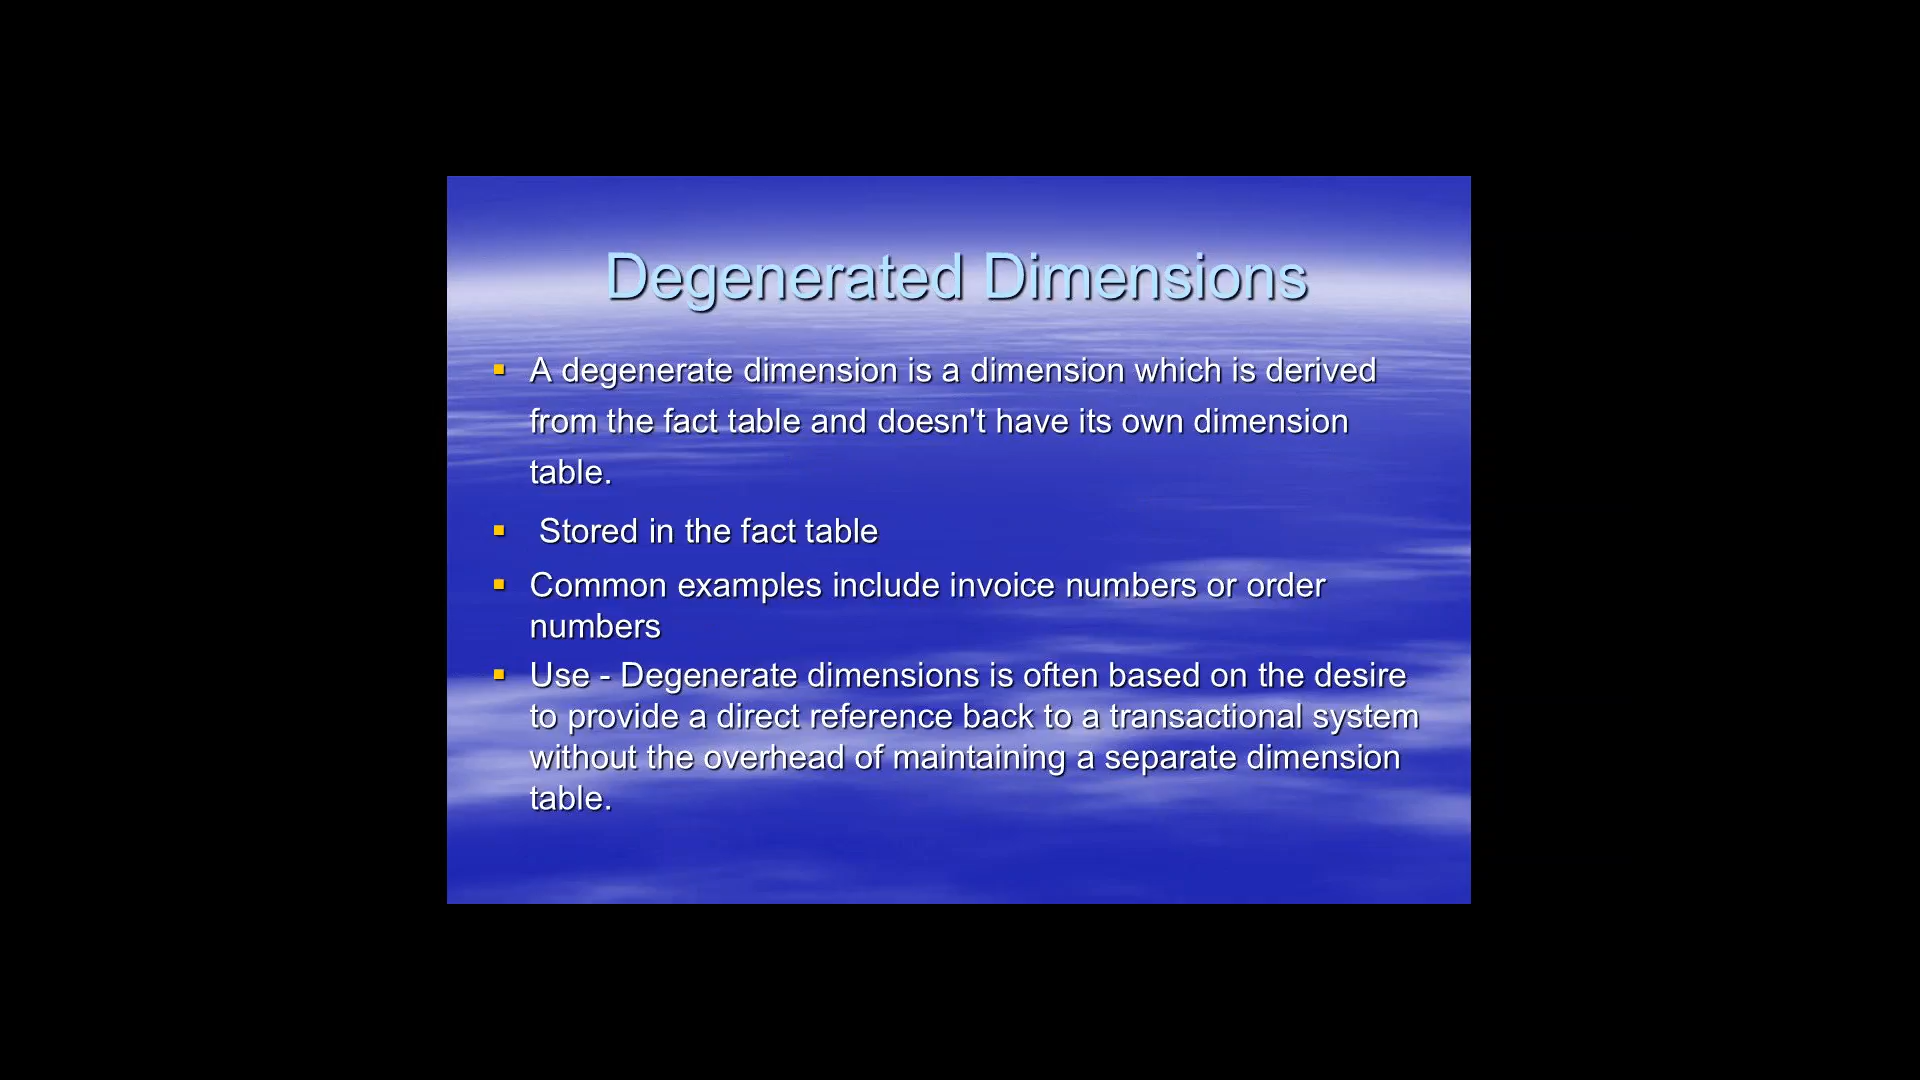 Degenerated Dimensions
A degenerate dimension is a dimension which is derived
from the fact table and doesn't have its own dimension
table.
Stored in the fact table
Common examples include invoice numbers or order
numbers
Use - Degenerate dimensions is often based on the desire
to provide a direct reference back to a transactional system
without the overhead of maintaining a separate dimension
table.